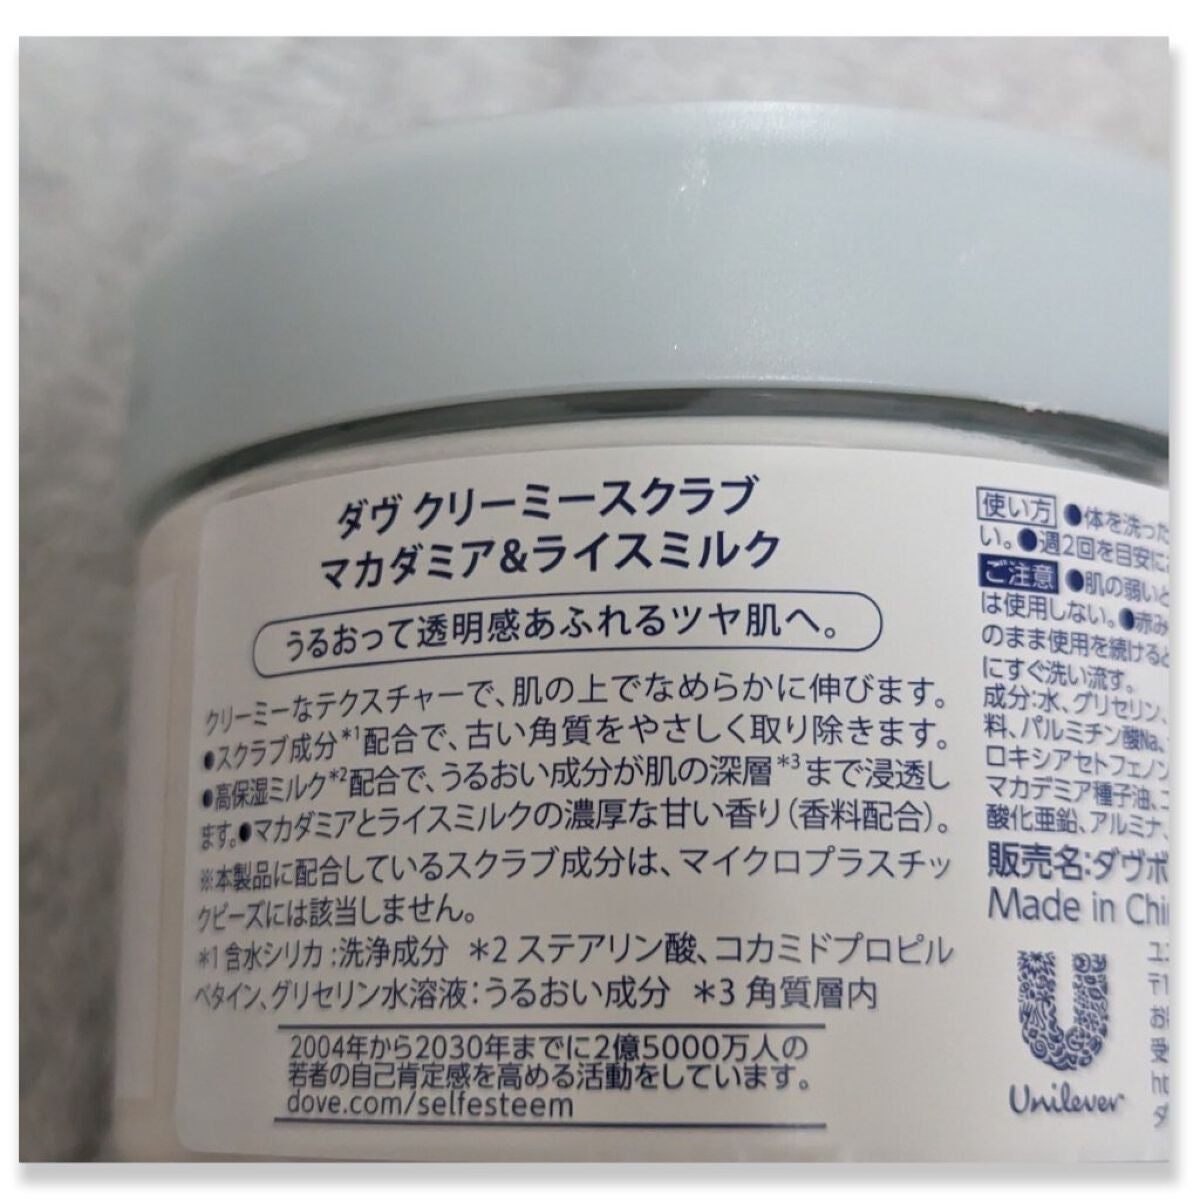 ダヴ クリーミースクラブ
マカダミア&ライスミルク
うるおって透明感あふれるツヤ肌へ。
クリーミーなテクスチャーで、肌の上でなめらかに伸びます。
●スクラブ成分*1配合で、古い角質をやさしく取り除きます。
●高保湿ミルク*2配合で、うるおい成分が肌の深層*3まで浸透し
ます。●マカダミアとライスミルクの濃厚な甘い香り（香料配合）。
※本製品に配合しているスクラブ成分は、マイクロプラスチッ
クビーズには該当しません。
*1 含水シリカ:洗浄成分 *2 ステアリン酸、コカミドプロピル
ベタイン、グリセリン水溶液:うるおい成分 *3 角質層内
2004年から2030年までに2億5000万人の
若者の自己肯定感を高める活動をしています。
dove.com/selfesteem
使い方 ●体を洗った
い。●週2回を目安に
ご注意 ●肌の弱い
は使用しない。●赤み
のまま使用を続けると
にすぐ洗い流す。
成分:水、グリセリン、
料、パルミチン酸Na、
ロキシアセトフェノン
マカデミア種子油、
酸化亜鉛、アルミナ、
販売名:ダヴボ
Made in Chi
Unilever